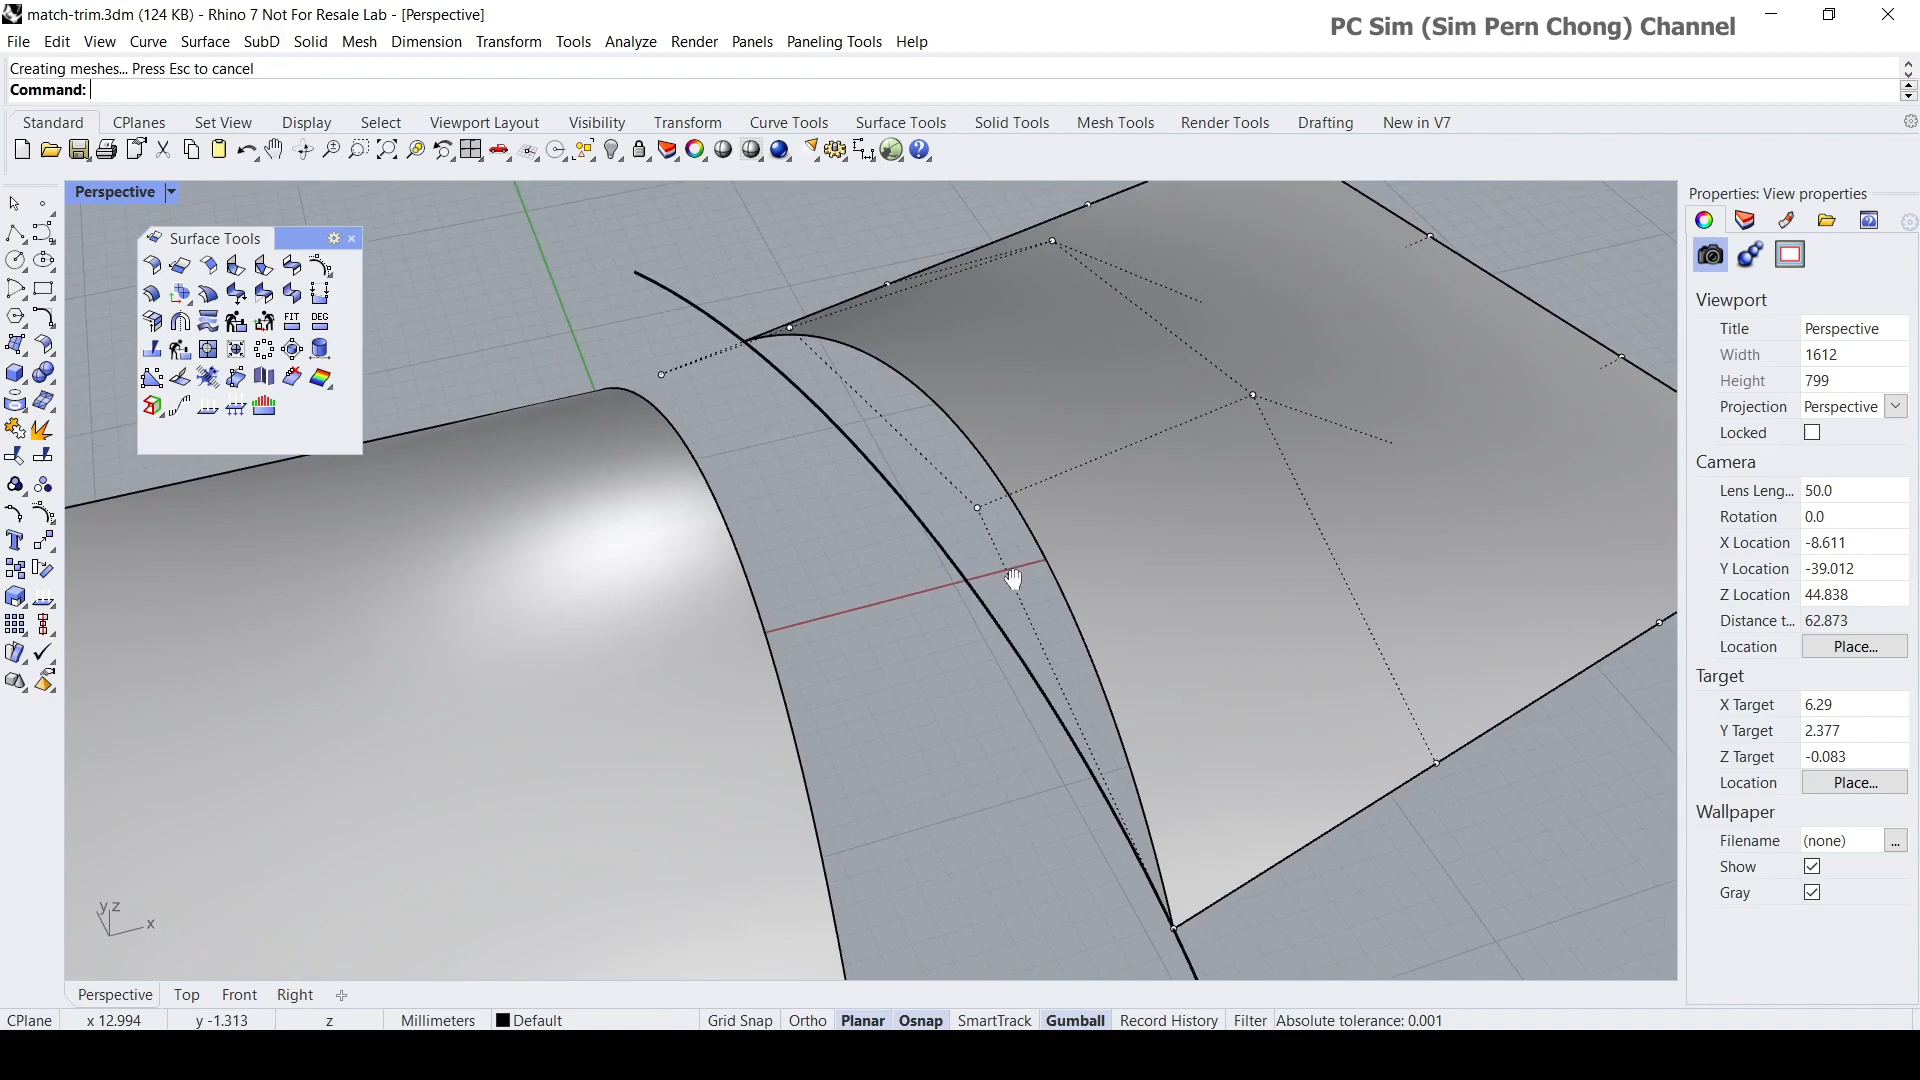 match-trim.3dm (124 KB) - Rhino 7 Not For Resale Lab - [Perspective]
PC Sim (Sim Pern Chong) Channel
File Edit View Curve Surface SubD Solid Mesh Dimension Transform Tools Analyze Render Panels Paneling Tools Help
Creating meshes... Press Esc to cancel
Command:
Standard CPlanes Set View Display Select Viewport Layout Visibility Transform Curve Tools Surface Tools Solid Tools Mesh Tools Render Tools Drafting New in V7
Perspective
Surface Tools
FIT DEG
y z
x
Properties: View properties
Viewport
Title Perspective
Width 1612
Height 799
Projection Perspective
Locked
Camera
Lens Leng... 50.0
Rotation 0.0
X Location -8.611
Y Location -39.012
Z Location 44.838
Distance t... 62.873
Location Place...
Target
X Target 6.29
Y Target 2.377
Z Target -0.083
Location Place...
Wallpaper
Filename (none) ...
Show
Gray
Perspective Top Front Right
CPlane x 12.994 y -1.313 z Millimeters Default Grid Snap Ortho Planar Osnap SmartTrack Gumball Record History Filter Absolute tolerance: 0.001